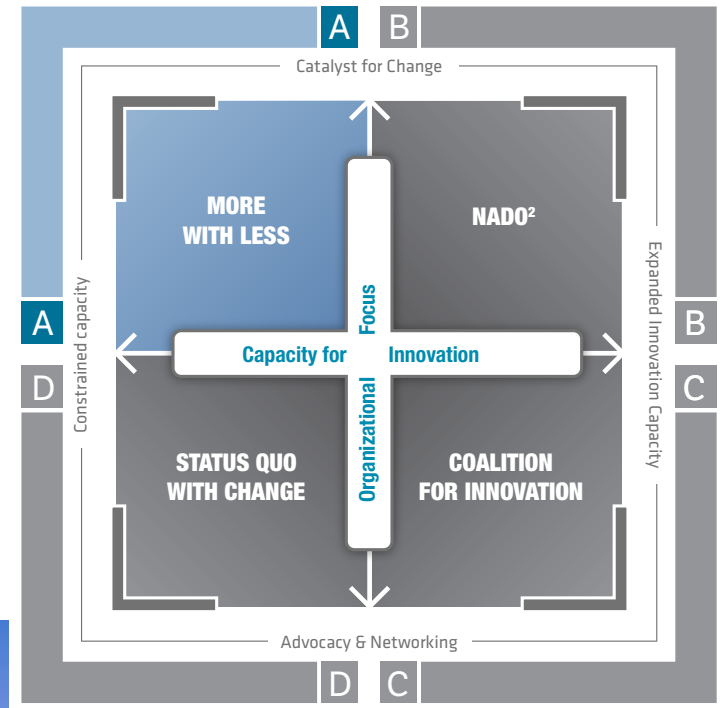 A
B
Catalyst for Change
MORE
WITH LESS
NADO²
Constrained capacity
Expanded Innovation Capacity
A
B
Capacity for Innovation
Organizational Focus
D
C
STATUS QUO
WITH CHANGE
COALITION
FOR INNOVATION
Advocacy & Networking
D
C